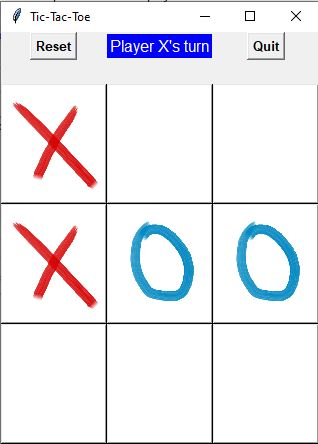 Tic-Tac-Toe
Reset Player X's turn Quit